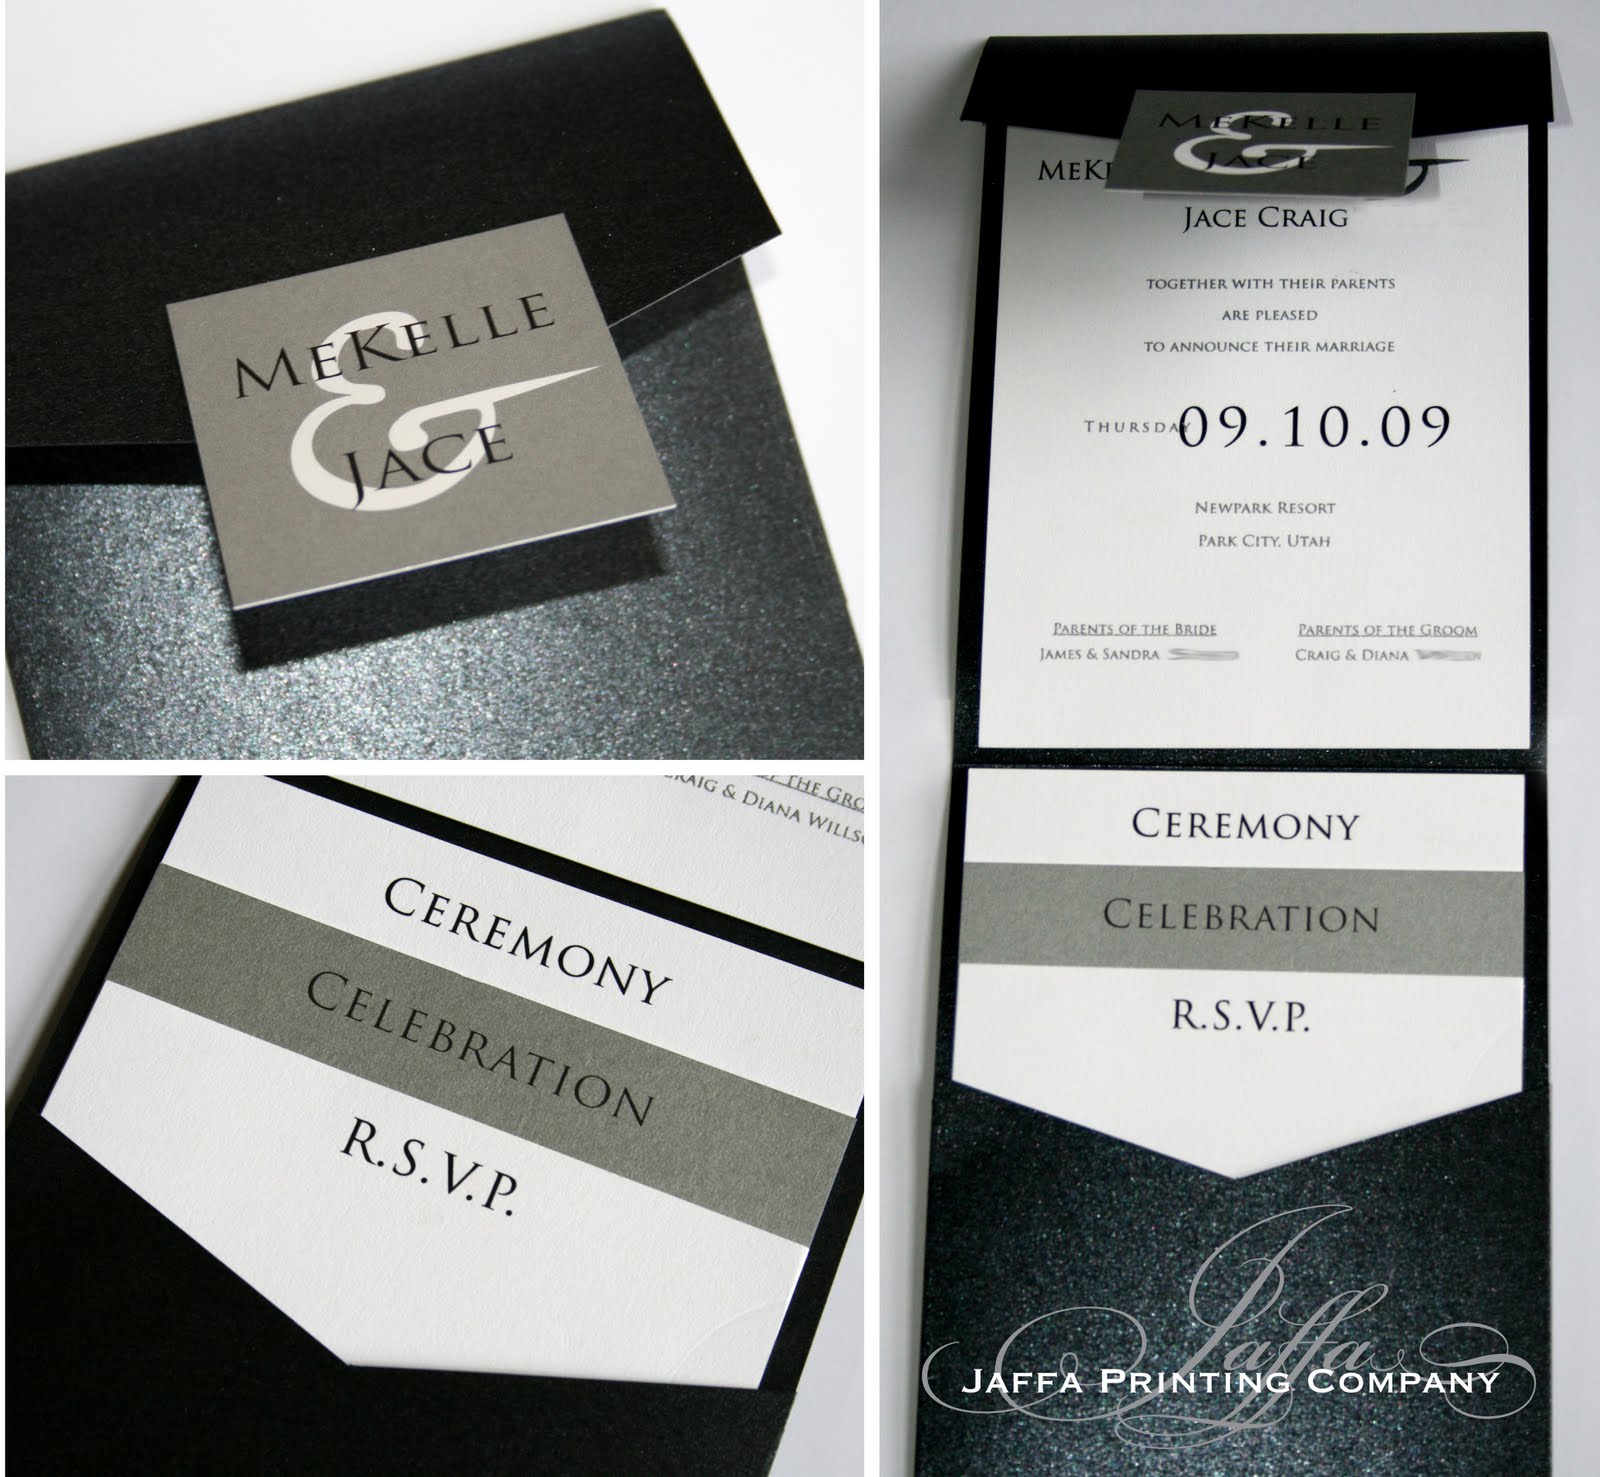 MeKelle
&
Jace
Craig & Diana
Ceremony
Celebration
R.S.V.P.
MeKelle
&
Jace
Jace Craig
together with their parents
are pleased
to announce their marriage
Thursday 09.10.09
Newpark Resort
Park City, Utah
Parents of the Bride Parents of the Groom
James & Sandra Craig & Diana
Ceremony
Celebration
R.S.V.P.
Jaffa
Jaffa Printing Company